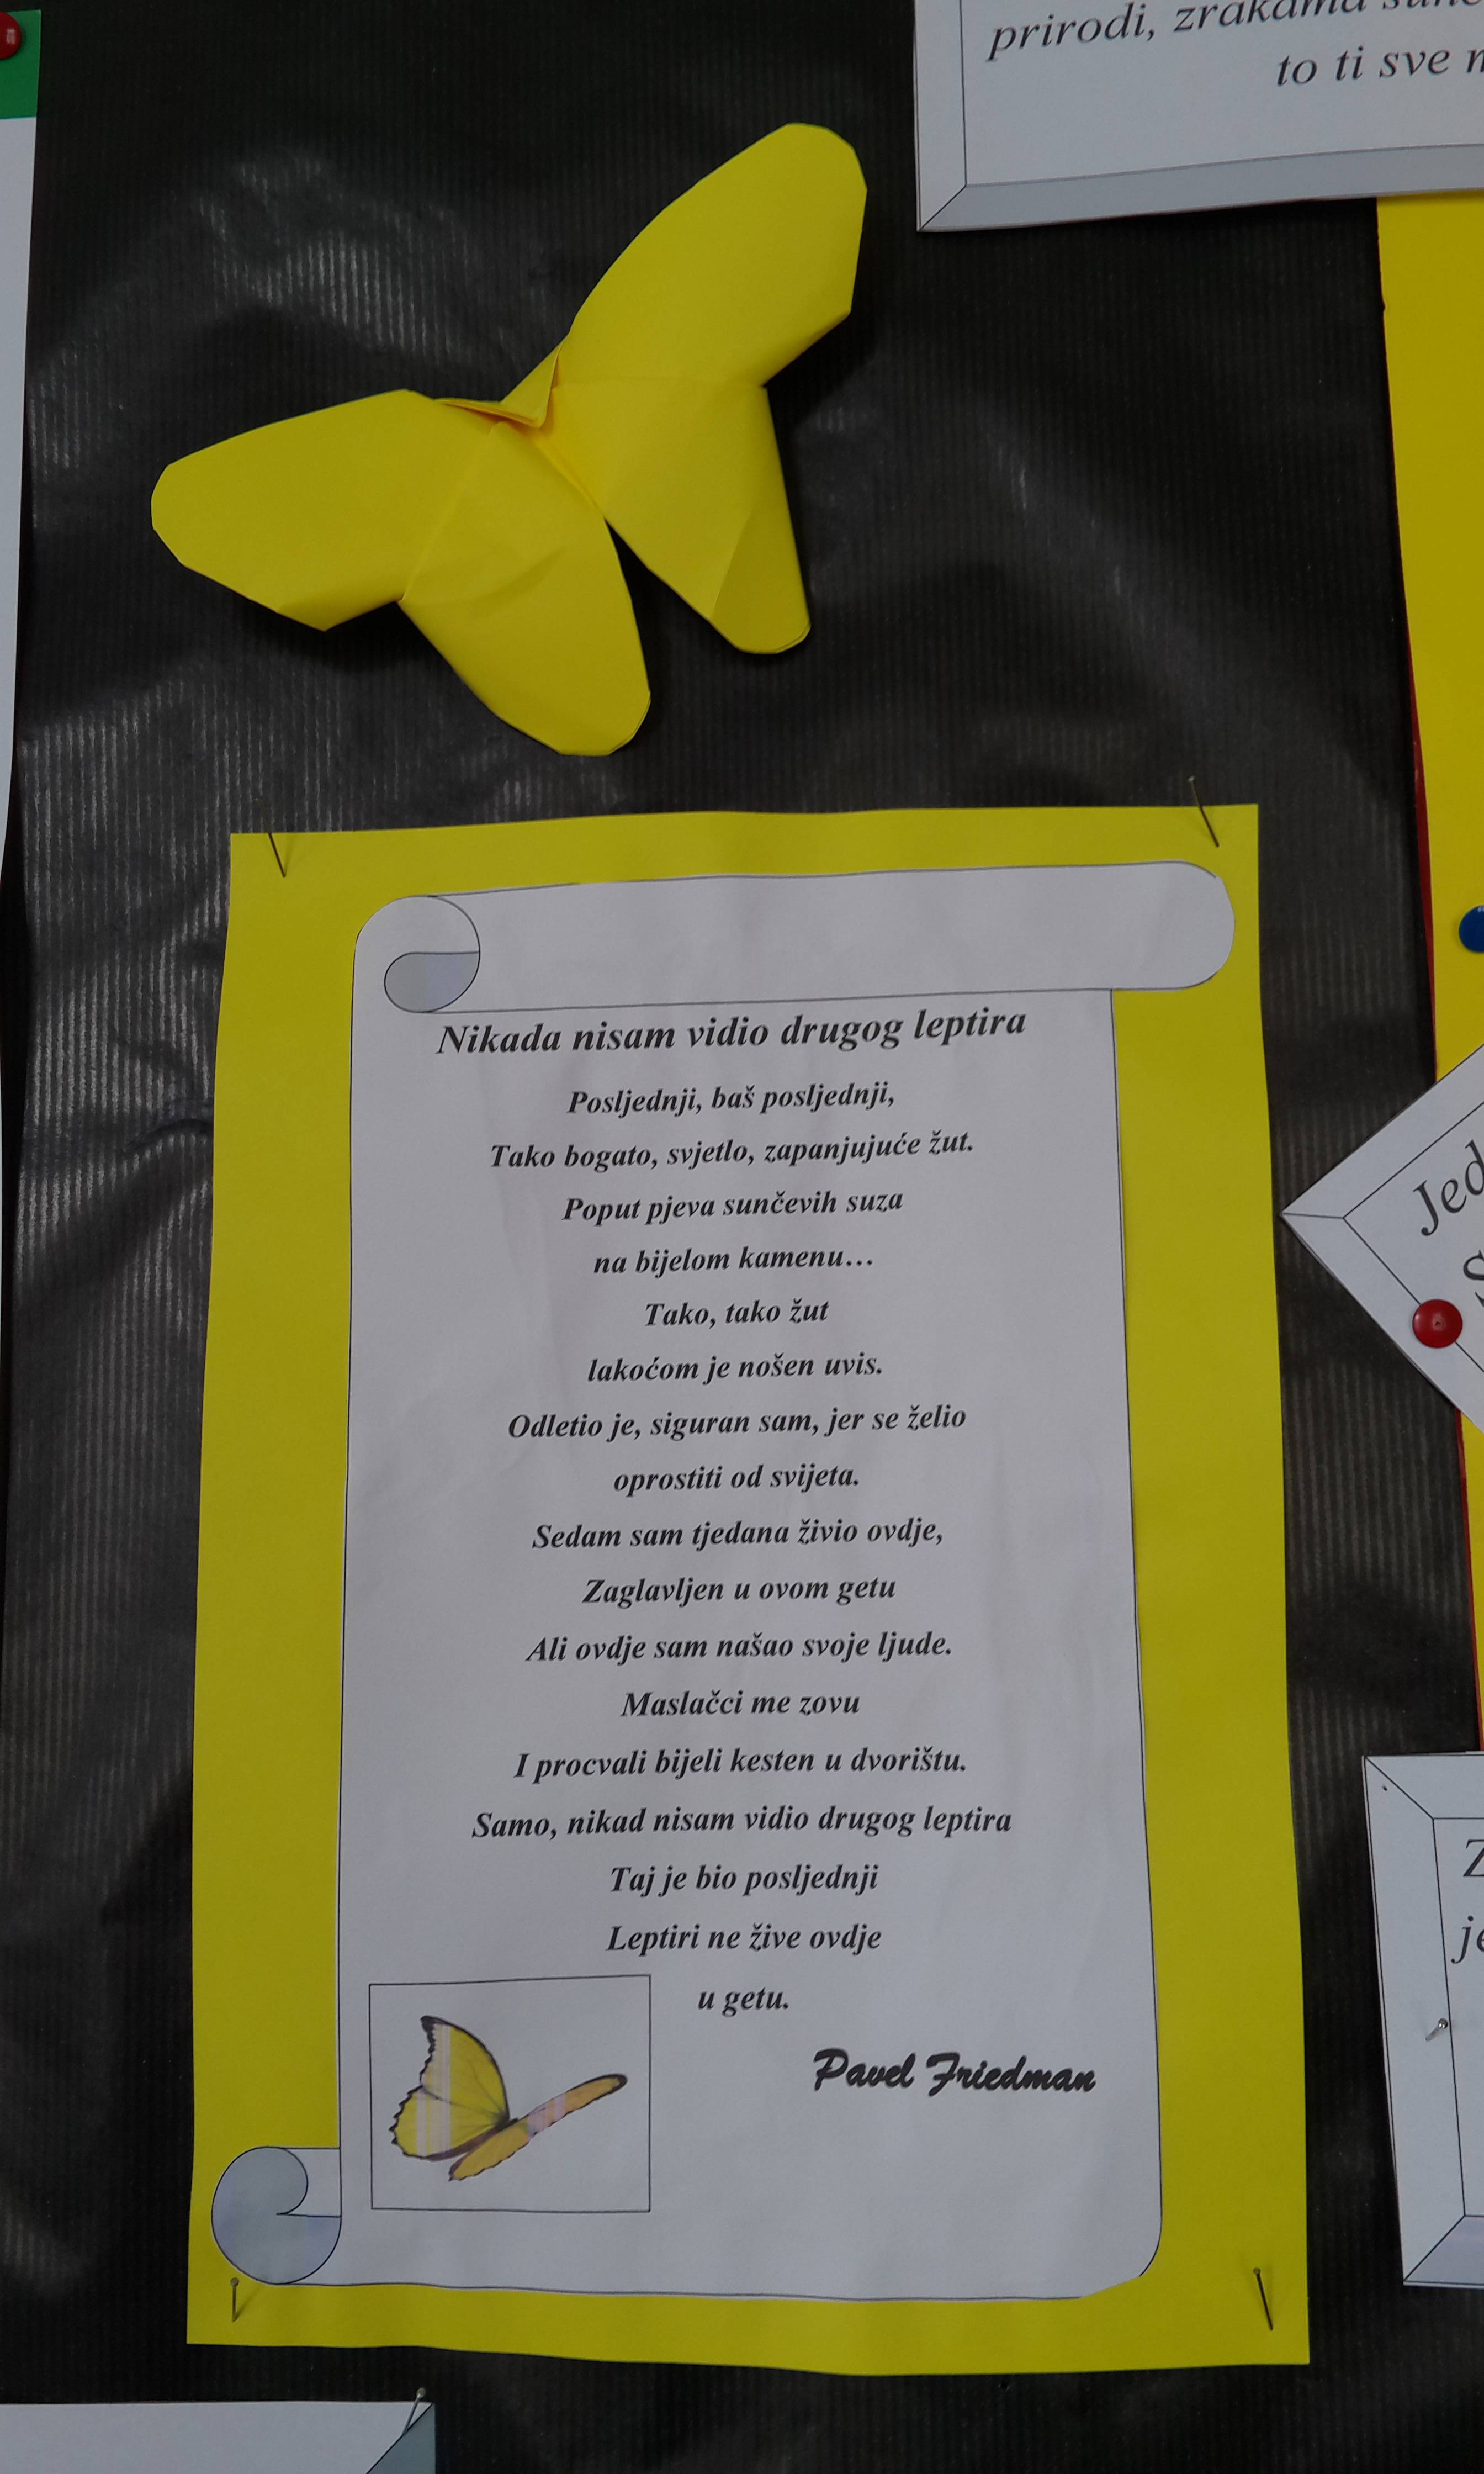 prirodi, zrakama
to ti sve
Nikada nisam vidio drugog leptira
Posljednji, baš posljednji,
Tako bogato, svjetlo, zapanjujuće žut.
Poput pjeva sunčevih suza
na bijelom kamenu…
Tako, tako žut
lakoćom je nošen uvis.
Odletio je, siguran sam, jer se želio
oprostiti od svijeta.
Sedam sam tjedana živio ovdje,
Zaglavljen u ovom getu
Ali ovdje sam našao svoje ljude.
Maslačci me zovu
I procvali bijeli kesten u dvorištu.
Samo, nikad nisam vidio drugog leptira
Taj je bio posljednji
Leptiri ne žive ovdje
u getu.
Pavel Friedman